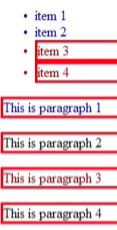 item 1
item 2
item 3
item 4
This is paragraph 1
This is paragraph 2
This is paragraph 3
This is paragraph 4